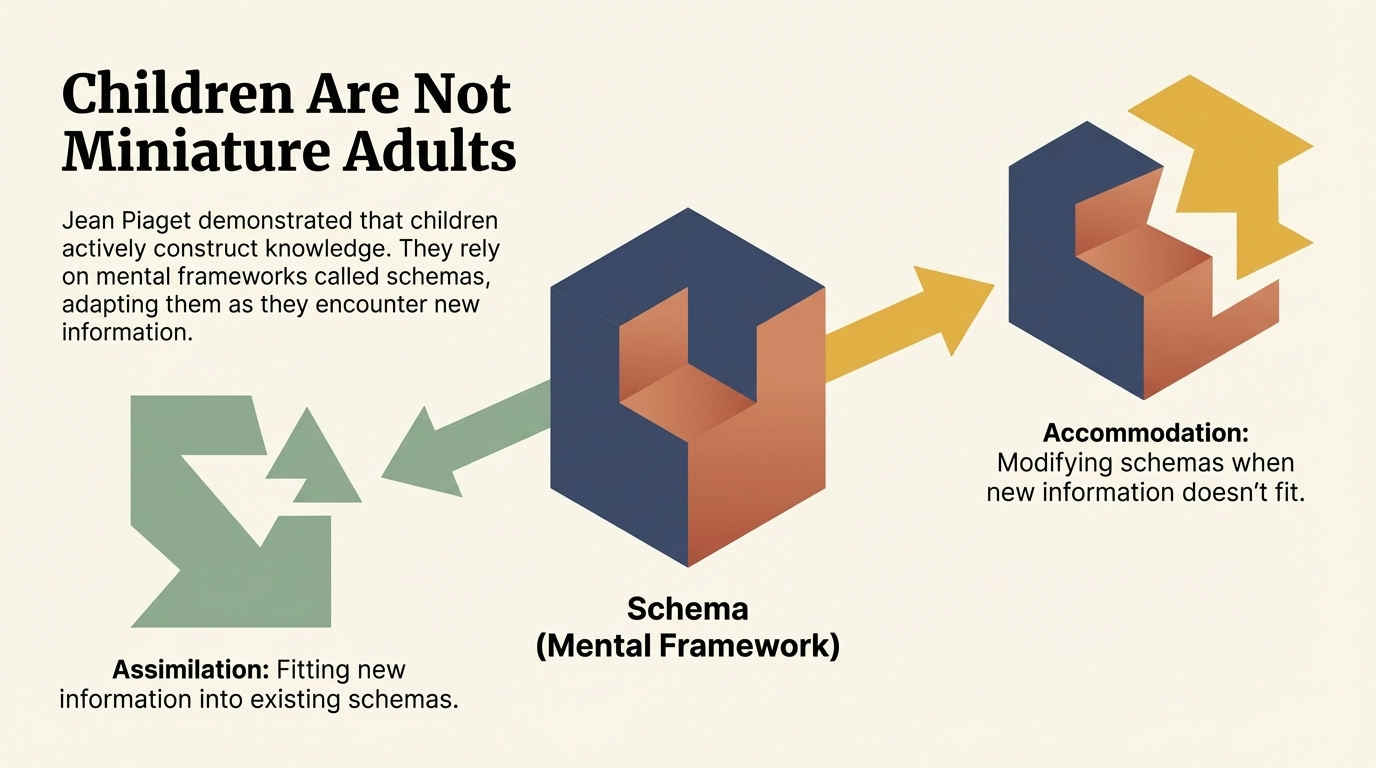 Children Are Not
Miniature Adults
Jean Piaget demonstrated that children
actively construct knowledge. They rely
on mental frameworks called schemas,
adapting them as they encounter new
information.
Assimilation: Fitting new
information into existing schemas.
Schema
(Mental Framework)
Accommodation:
Modifying schemas when
new information doesn’t fit.